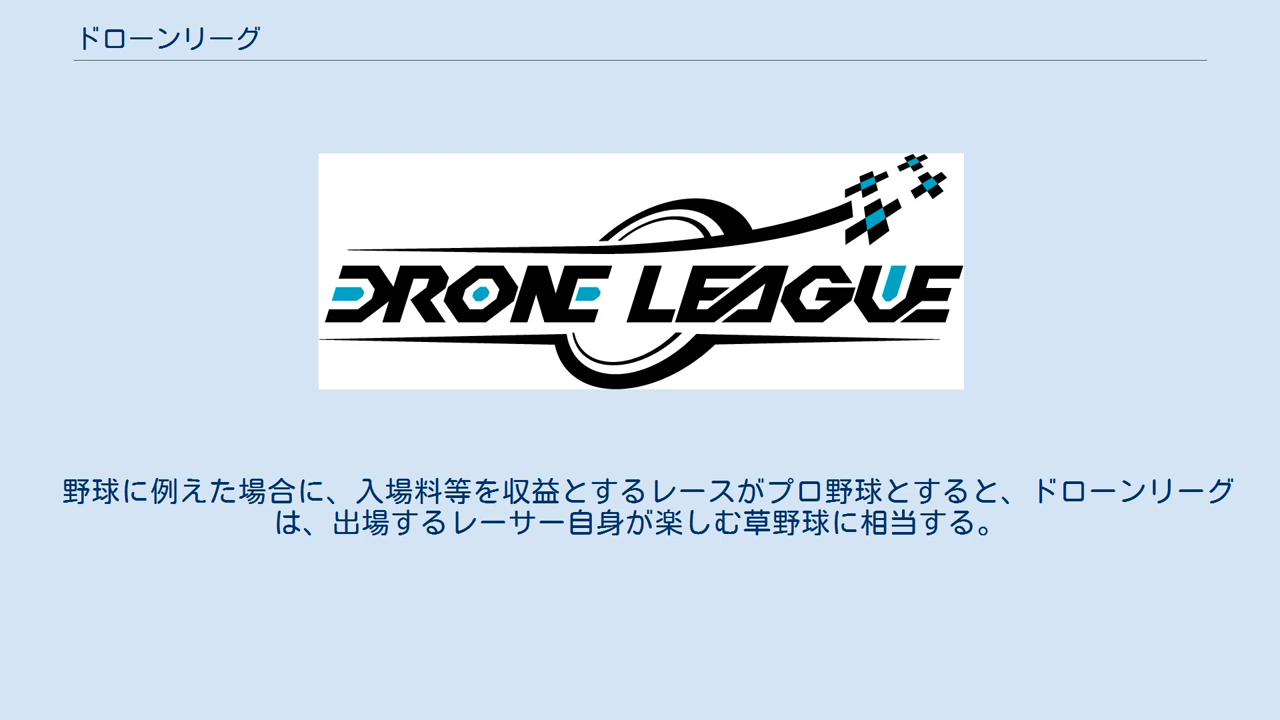 ドローンリーグ
DRONE LEAGUE
野球に例えた場合に、入場料等を収益とするレースがプロ野球とすると、ドローンリーグ
は、出場するレーサー自身が楽しむ草野球に相当する。